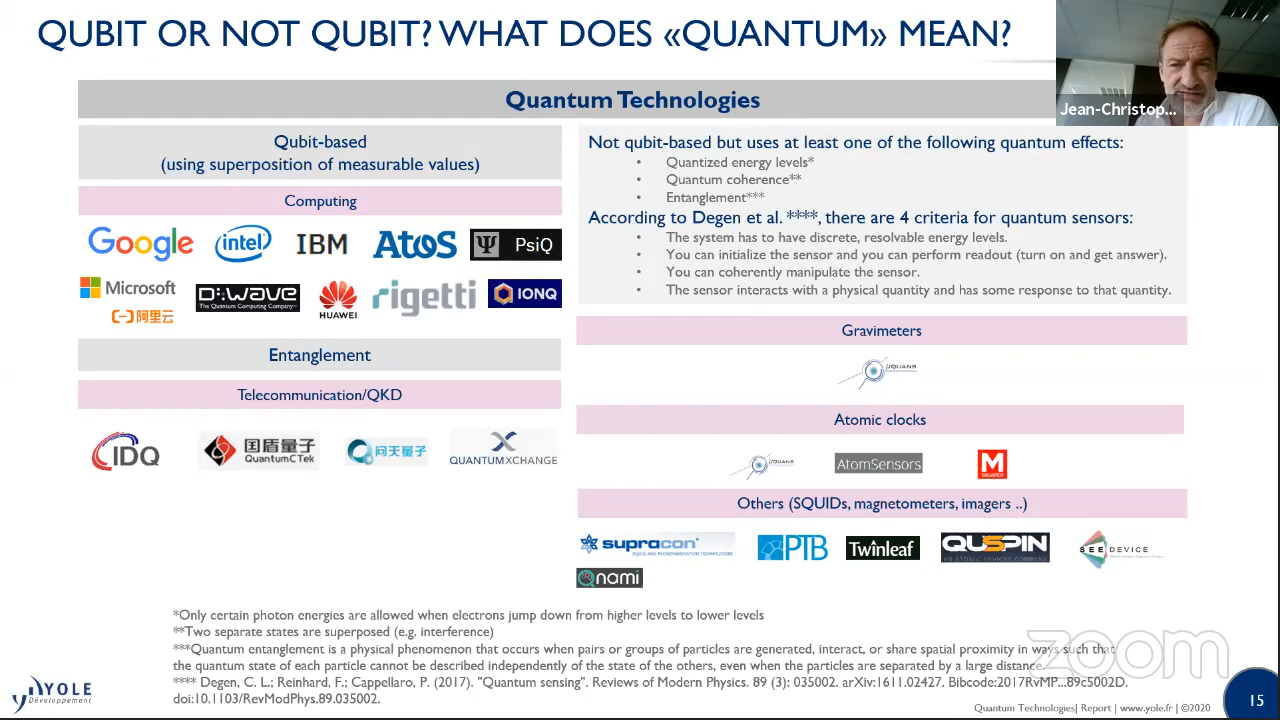 QUBIT OR NOT QUBIT? WHAT DOES «QUANTUM» MEAN?
Jean-Christop...
Quantum Technologies
Qubit-based
(using superposition of measurable values)
Computing
Google
intel
IBM
Atos
PsiQ
Microsoft
D:wave
The Quantum Computing Company™
HUAWEI
rigetti
IONQ
阿里云
Entanglement
Telecommunication/QKD
IDQ
国盾量子
QuantumCTek
问天量子
QUANTUMXCHANGE
Not qubit-based but uses at least one of the following quantum effects:
• Quantized energy levels*
• Quantum coherence**
• Entanglement***
According to Degen et al. ****, there are 4 criteria for quantum sensors:
• The system has to have discrete, resolvable energy levels.
• You can initialize the sensor and you can perform readout (turn on and get answer).
• You can coherently manipulate the sensor.
• The sensor interacts with a physical quantity and has some response to that quantity.
Gravimeters
μQUANS
Atomic clocks
μQUANS
AtomSensors
M
SQUARED
Others (SQUIDs, magnetometers, imagers ..)
supracon
PTB
Twinleaf
QUSPIN
AN ATOMIC DEVICES COMPANY
SEEDEVICE
Qnami
*Only certain photon energies are allowed when electrons jump down from higher levels to lower levels
**Two separate states are superposed (e.g. interference)
***Quantum entanglement is a physical phenomenon that occurs when pairs or groups of particles are generated, interact, or share spatial proximity in ways such that
the quantum state of each particle cannot be described independently of the state of the others, even when the particles are separated by a large distance.
**** Degen, C. L.; Reinhard, F.; Cappellaro, P. (2017). "Quantum sensing". Reviews of Modern Physics. 89 (3): 035002. arXiv:1611.02427. Bibcode:2017RvMP...89c5002D.
doi:10.1103/RevModPhys.89.035002.
zoom
YOLE
Développement
Quantum Technologies| Report | www.yole.fr | ©2020
15